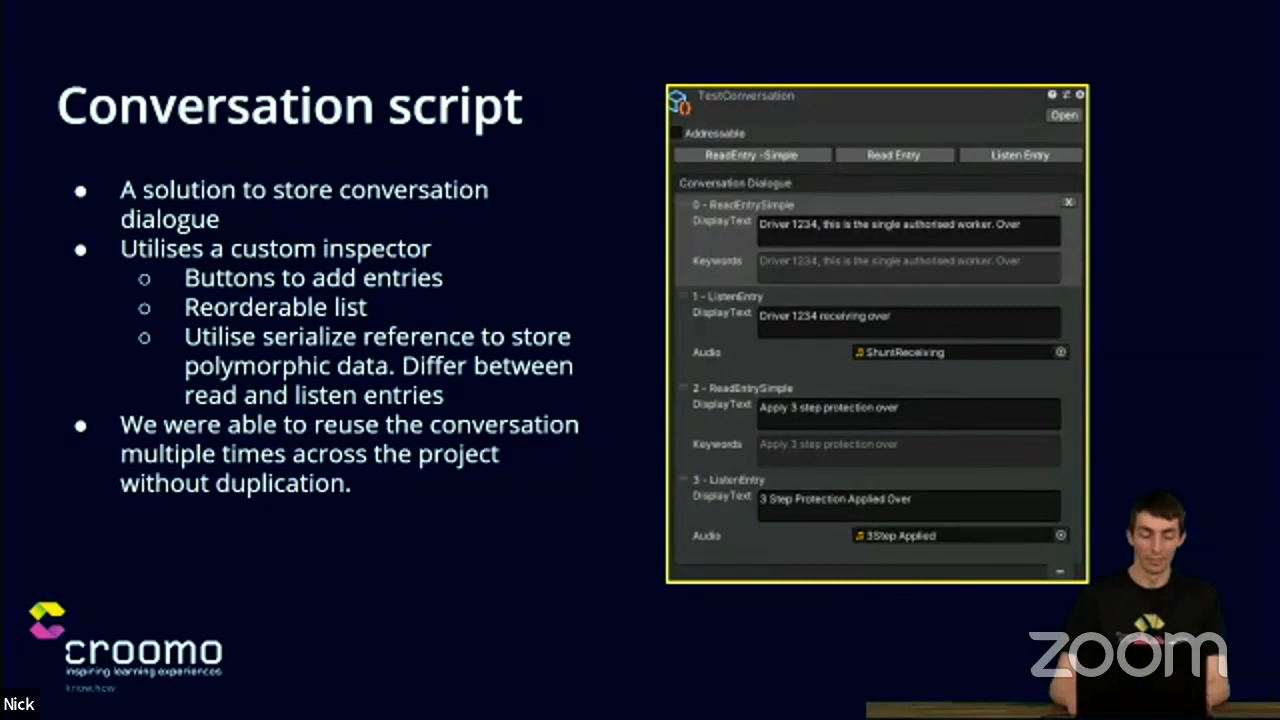 Conversation script
● A solution to store conversation
dialogue
● Utilises a custom inspector
○ Buttons to add entries
○ Reorderable list
○ Utilise serialize reference to store
polymorphic data. Differ between
read and listen entries
● We were able to reuse the conversation
multiple times across the project
without duplication.
TestConversation
Open
Addressable
ReadEntry -Simple Read Entry Listen Entry
Conversation Dialogue
0 - ReadEntrySimple X
DisplayText Driver 1234, this is the single authorised worker. Over
Keywords Driver 1234, this is the single authorised worker. Over
1 - ListenEntry
DisplayText Driver 1234 receiving over
Audio ShuntReceiving
2 - ReadEntrySimple
DisplayText Apply 3 step protection over
Keywords Apply 3 step protection over
3 - ListenEntry
DisplayText 3 Step Protection Applied Over
Audio 3Step Applied
croomo
inspiring learning experiences
know.how
zoom
Nick